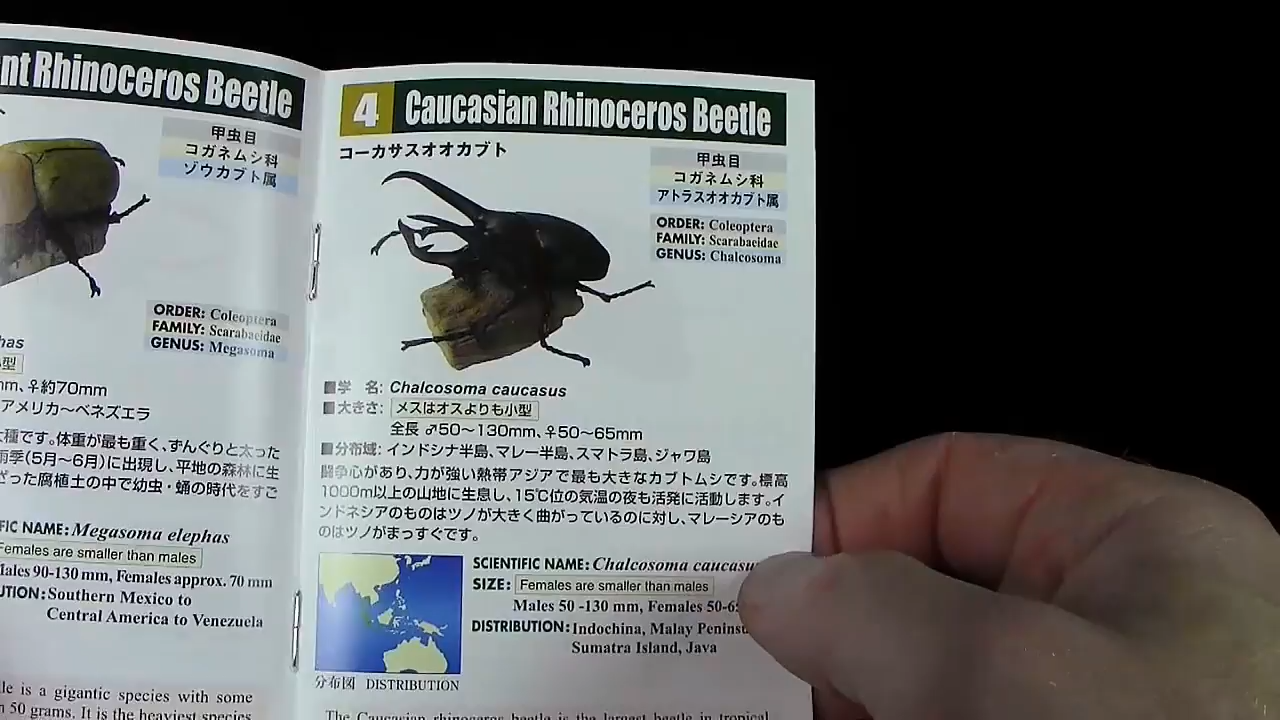 nt Rhinoceros Beetle
甲虫目
コガネムシ科
ゾウカブト属
ORDER: Coleoptera
FAMILY: Scarabaeidae
GENUS: Megasoma
has
小型
mm、♀約70mm
アメリカ〜ベネズエラ
大種です。体重が最も重く、ずんぐりと太った
雨季(5月〜6月)に出現し、平地の森林に生
ざった腐植土の中で幼虫・蛹の時代をすご
FIC NAME: Megasoma elephas
Females are smaller than males
Males 90-130 mm, Females approx. 70 mm
UTION: Southern Mexico to
Central America to Venezuela
le is a gigantic species with some
n 50 grams. It is the heaviest species
4 Caucasian Rhinoceros Beetle
コーカサスオオカブト
甲虫目
コガネムシ科
アトラスオオカブト属
ORDER: Coleoptera
FAMILY: Scarabaeidae
GENUS: Chalcosoma
■学 名: Chalcosoma caucasus
■大きさ: メスはオスよりも小型
全長 ♂50〜130mm、♀50〜65mm
■分布域: インドシナ半島、マレー半島、スマトラ島、ジャワ島
闘争心があり、力が強い熱帯アジアで最も大きなカブトムシです。標高
1000m以上の山地に生息し、15℃位の気温の夜も活発に活動します。イ
ンドネシアのものはツノが大きく曲がっているのに対し、マレーシアのも
のはツノがまっすぐです。
SCIENTIFIC NAME: Chalcosoma caucasus
SIZE: Females are smaller than males
Males 50 -130 mm, Females 50-6
DISTRIBUTION: Indochina, Malay Peninsu
Sumatra Island, Java
分布図 DISTRIBUTION
The Caucasian rhinoceros beetle is the largest beetle in tropical